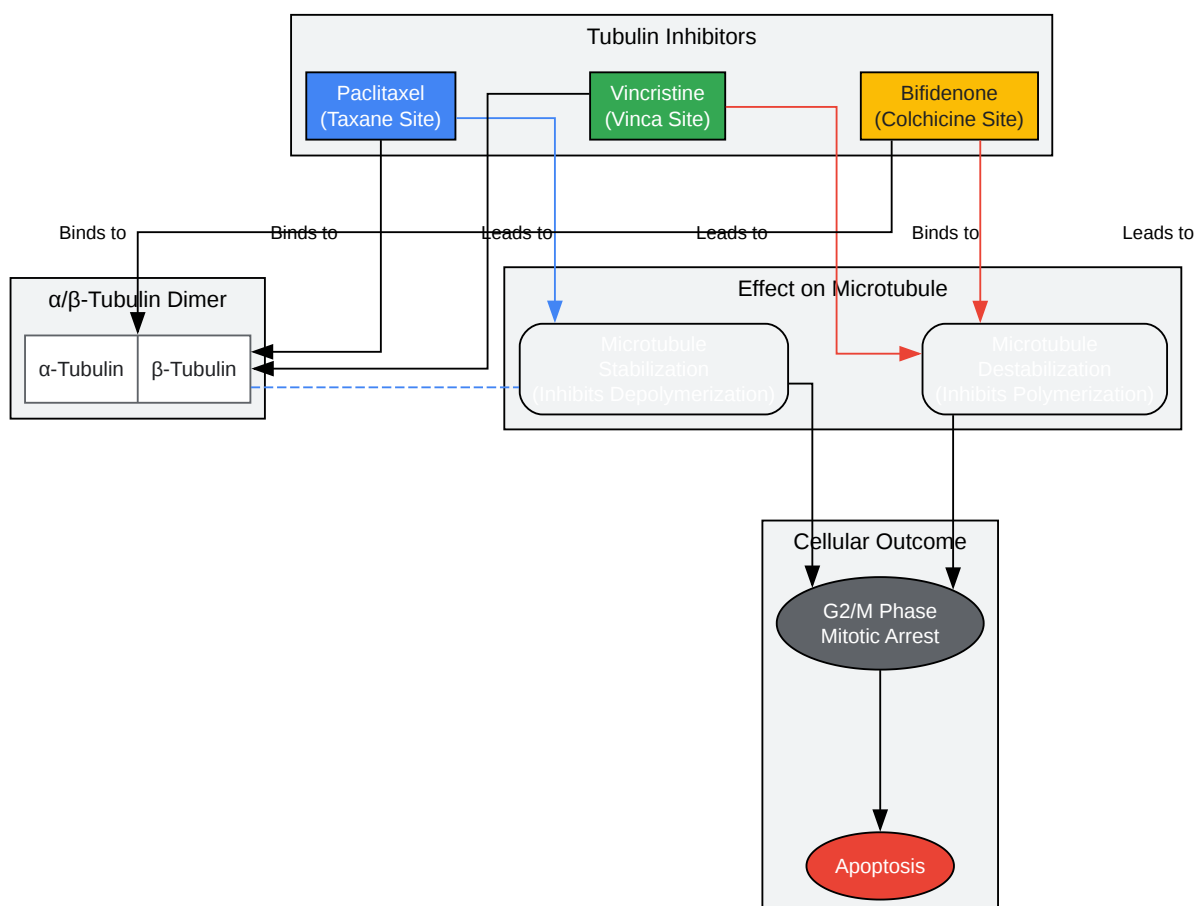 Tubulin Inhibitors
Paclitaxel
(Taxane Site)
Vincristine
(Vinca Site)
Bifidenone
(Colchicine Site)
Binds to
Binds to
Leads to
Leads to
Binds to
Leads to
α/β-Tubulin Dimer
α-Tubulin
β-Tubulin
Effect on Microtubule
Microtubule
Stabilization
(Inhibits Depolymerization)
Microtubule
Destabilization
(Inhibits Polymerization)
Cellular Outcome
G2/M Phase
Mitotic Arrest
Apoptosis